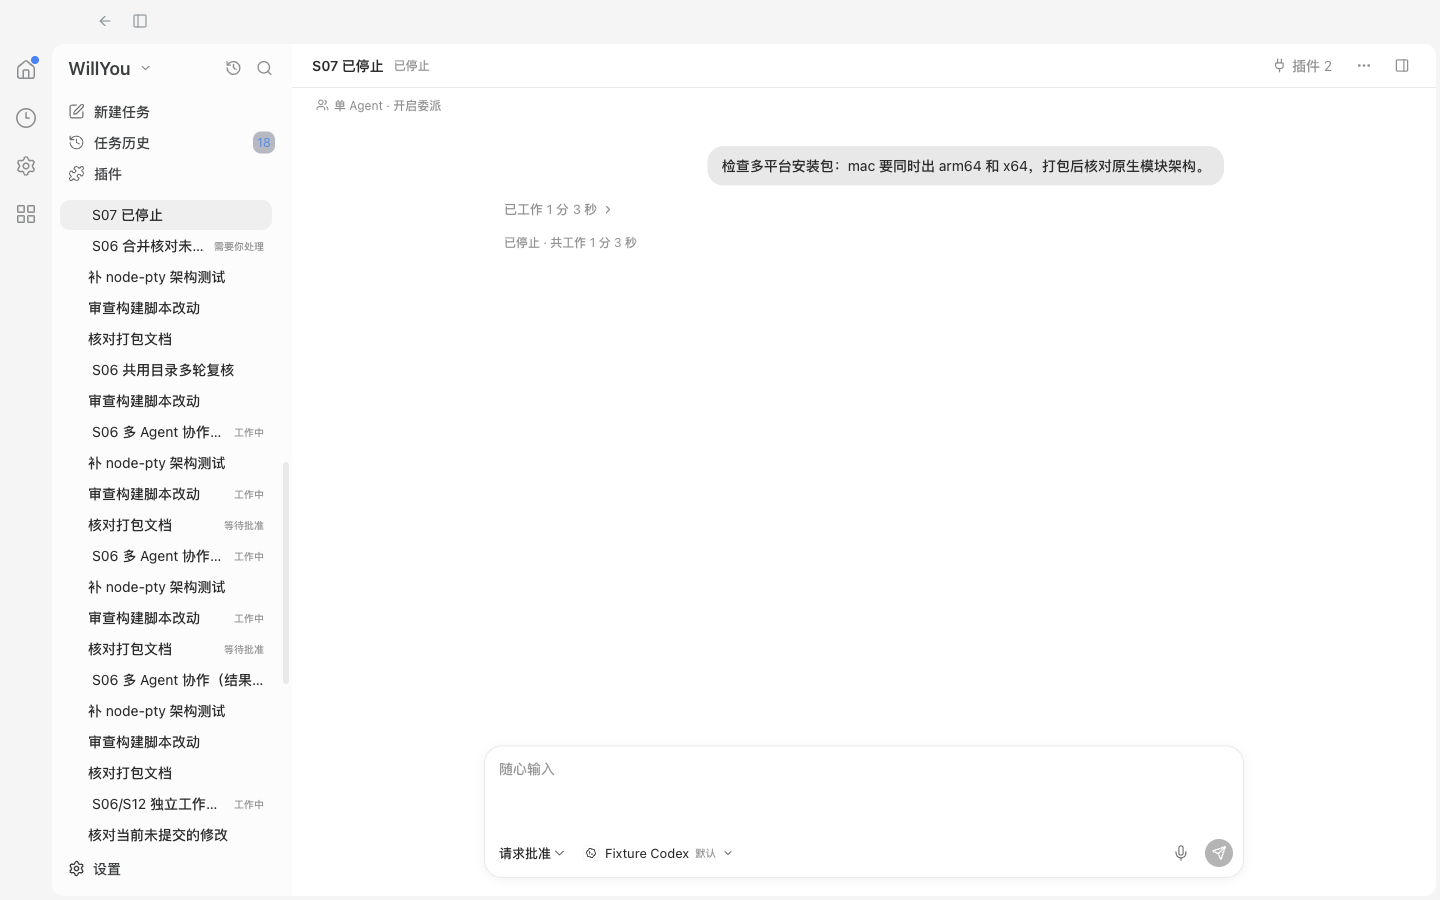 WillYou
新建任务
任务历史 18
插件
S07 已停止
S06 合并核对未... 需要你处理
补 node-pty 架构测试
审查构建脚本改动
核对打包文档
S06 共用目录多轮复核
审查构建脚本改动
S06 多 Agent 协作... 工作中
补 node-pty 架构测试
审查构建脚本改动 工作中
核对打包文档 等待批准
S06 多 Agent 协作... 工作中
补 node-pty 架构测试
审查构建脚本改动 工作中
核对打包文档 等待批准
S06 多 Agent 协作（结果...
补 node-pty 架构测试
审查构建脚本改动
核对打包文档
S06/S12 独立工作... 工作中
核对当前未提交的修改
设置
S07 已停止 已停止
插件 2
单 Agent · 开启委派
检查多平台安装包：mac 要同时出 arm64 和 x64，打包后核对原生模块架构。
已工作 1 分 3 秒
已停止 · 共工作 1 分 3 秒
随心输入
请求批准 Fixture Codex 默认